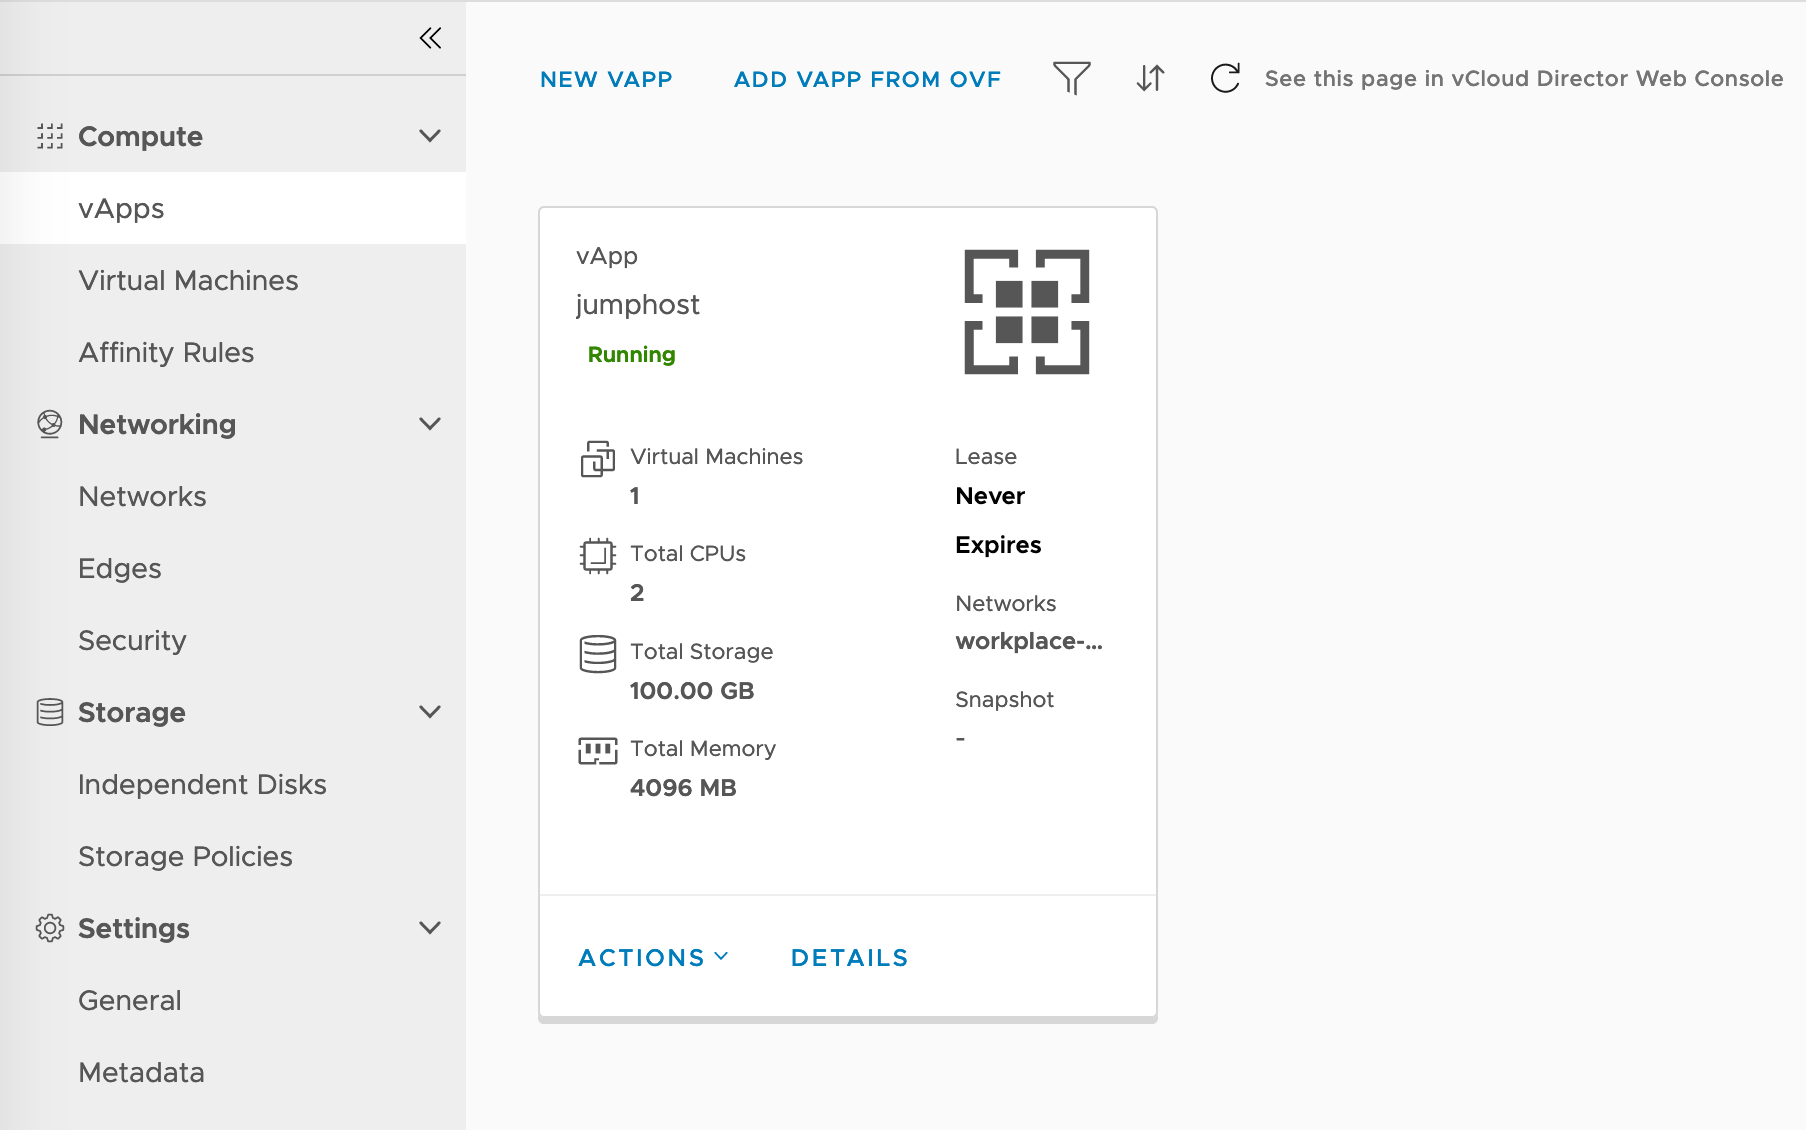 Compute
vApps
Virtual Machines
Affinity Rules
Networking
Networks
Edges
Security
Storage
Independent Disks
Storage Policies
Settings
General
Metadata
NEW VAPP
ADD VAPP FROM OVF
See this page in vCloud Director Web Console
vApp
jumphost
Running
Virtual Machines
1
Total CPUs
2
Total Storage
100.00 GB
Total Memory
4096 MB
Lease
Never
Expires
Networks
workplace-...
Snapshot
-
ACTIONS
DETAILS